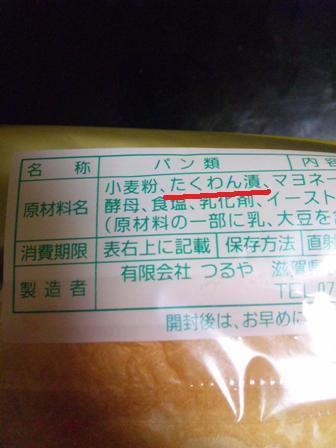 名称 パン類 内容
原材料名 小麦粉、たくわん漬、マヨネー
酵母、食塩、乳化剤、イースト
(原材料の一部に乳、大豆を
消費期限 表右上に記載 保存方法 直射
製造者 有限会社 つるや 滋賀県
TEL 07
開封後は、お早めに